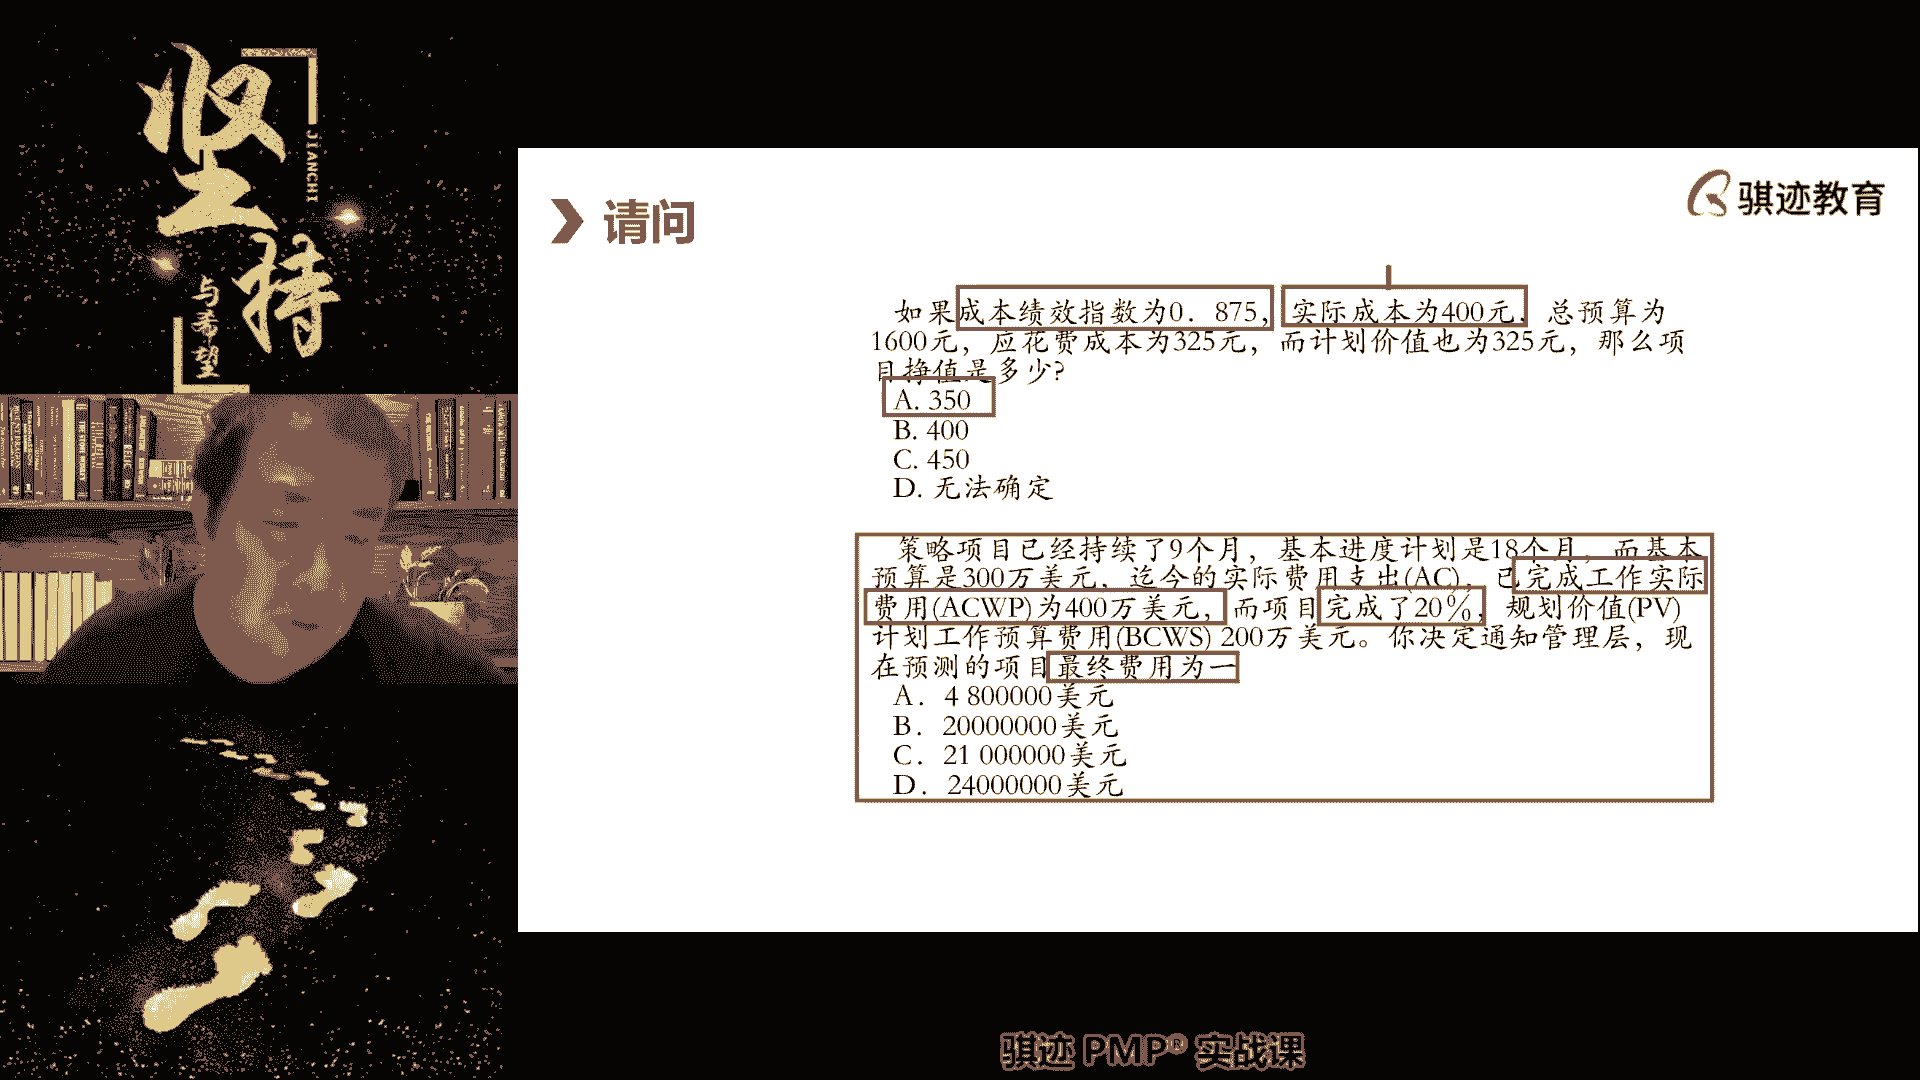 坚持
JIANCHI
与希望
骐迹教育
请问
如果成本绩效指数为0．875，实际成本为400元，总预算为
1600元，应花费成本为325元，而计划价值也为325元，那么项
目挣值是多少?
A. 350
B. 400
C. 450
D. 无法确定
策略项目已经持续了9个月，基本进度计划是18个月，而基本
预算是300万美元，迄今的实际费用支出(AC)，已完成工作实际
费用(ACWP)为400万美元，而项目完成了20％，规划价值(PV)
计划工作预算费用(BCWS) 200万美元。你决定通知管理层，现
在预测的项目最终费用为一
A．4 800000美元
B．20000000美元
C．21 000000美元
D．24000000美元
骐迹 PMP® 实战课